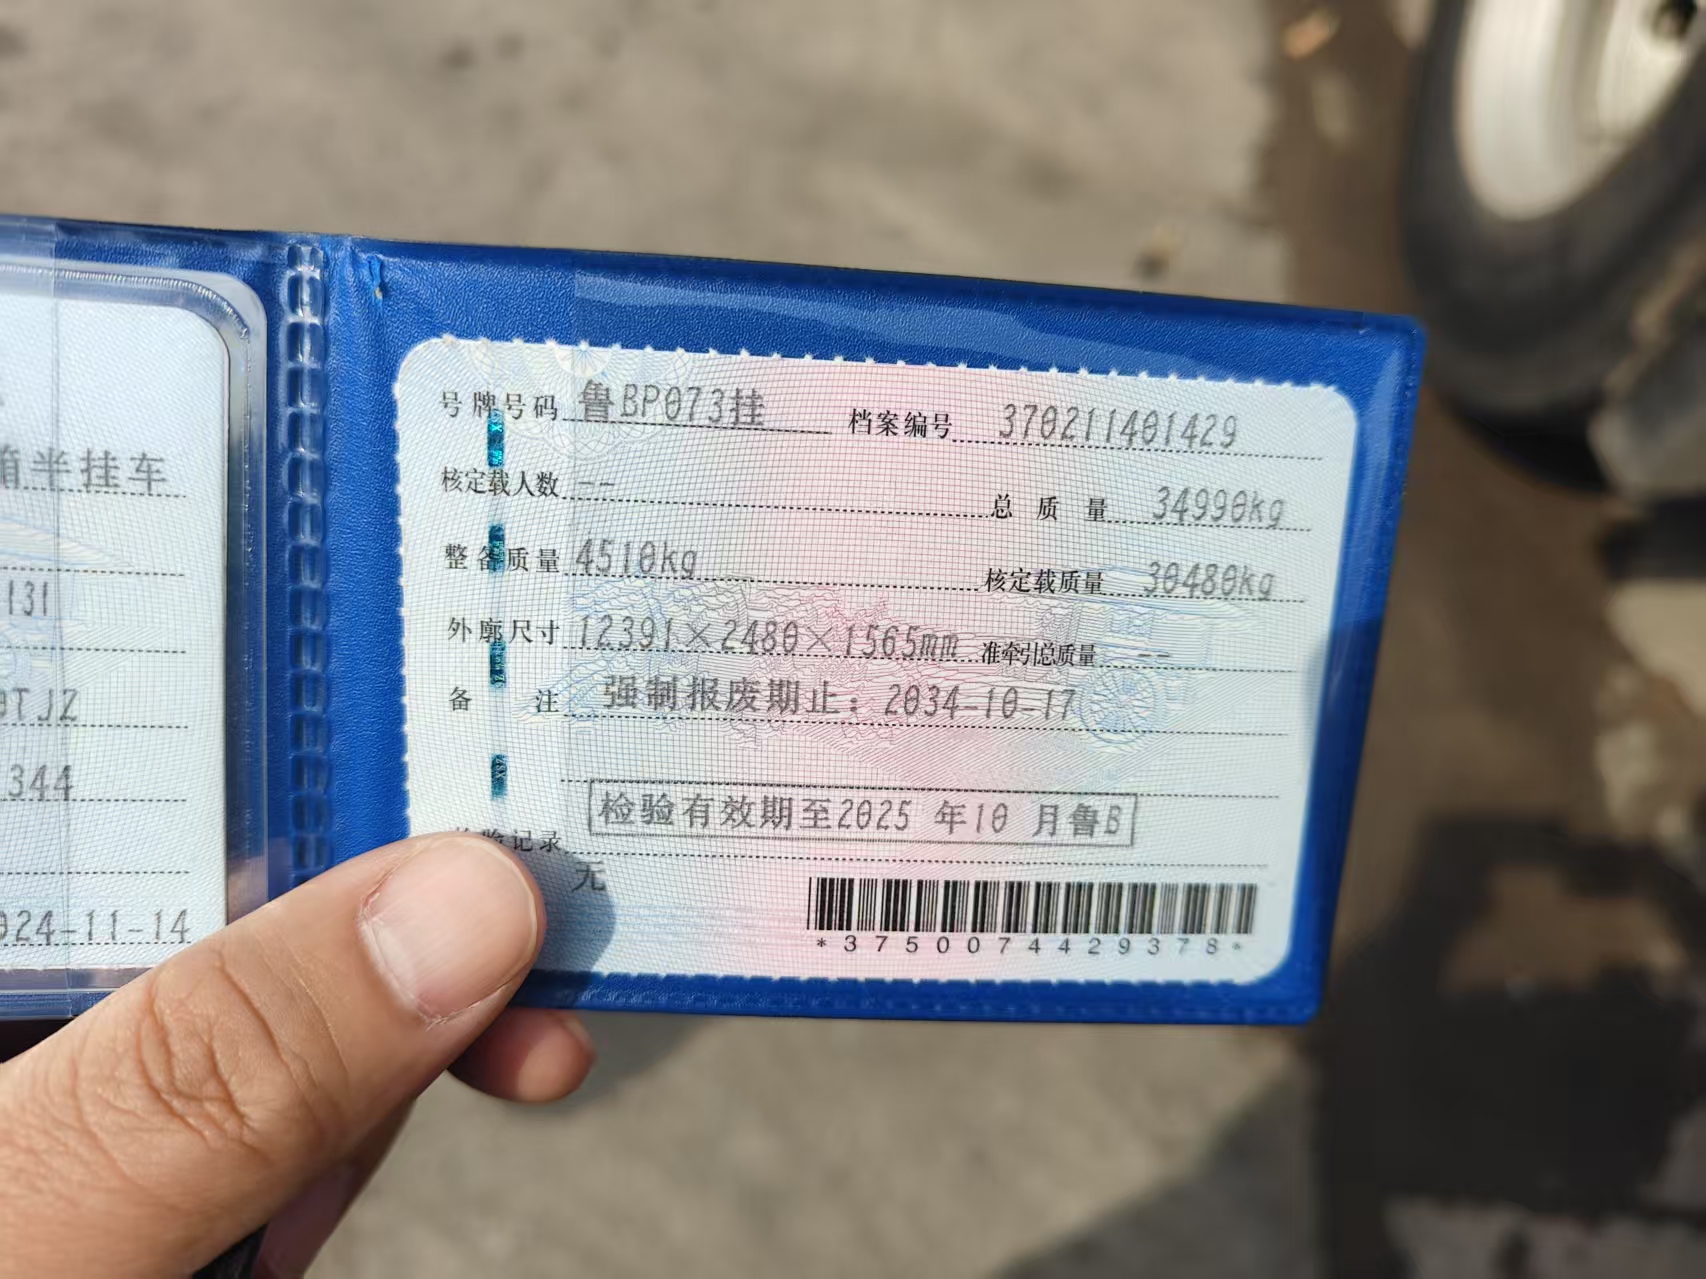 箱半挂车
131
0TJZ
344
024-11-14
号牌号码 鲁BP073挂 档案编号 370211401429
核定载人数 -- 总质量 34990kg
整备质量 4510kg 核定载质量 30480kg
外廓尺寸 12391×2480×1565mm 准牵引总质量 --
备注 强制报废期止：2034-10-17
检验有效期至2025 年10 月鲁B
检验记录
无
*3750074429378*